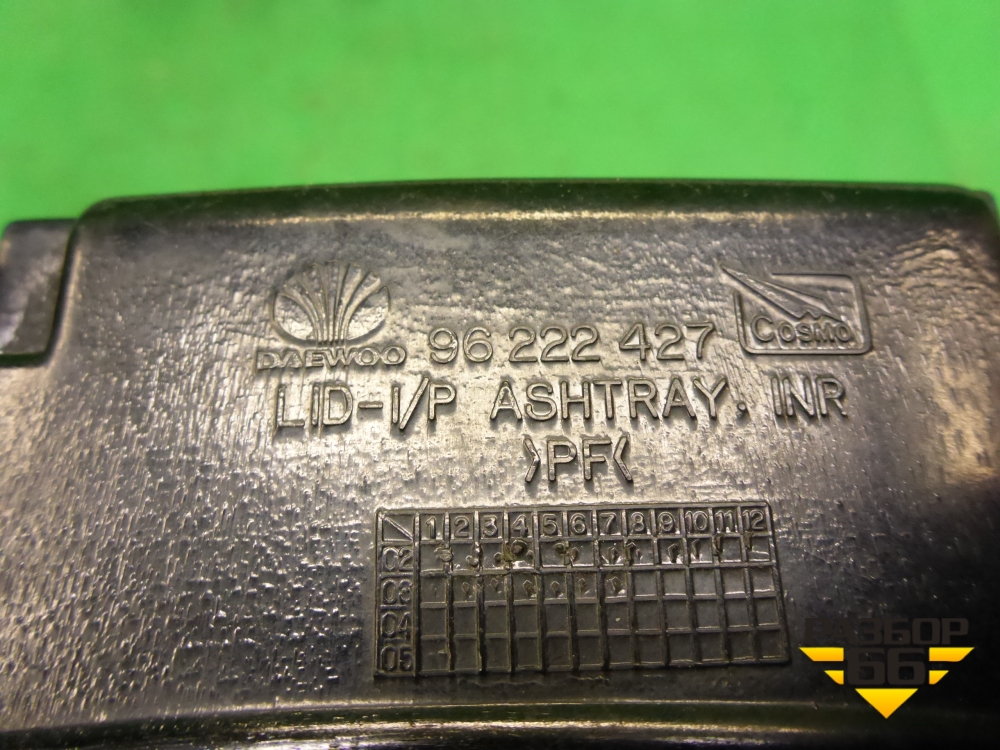 DAEWOO 96 222 427 COSMO
LID-I/P ASHTRAY. INR
>PF<
1 2 3 4 5 6 7 8 9 10 11 12
02
03
04
05
РАЗБОР
66